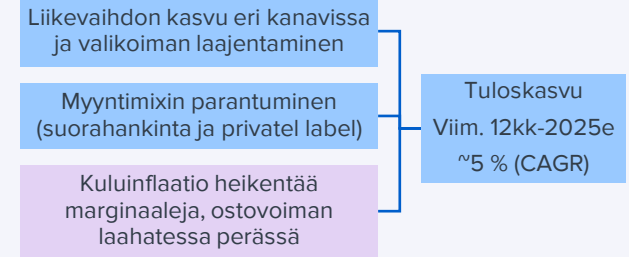 Liikevaihdon kasvu eri kanavissa
ja valikoiman laajentaminen
Myyntimixin parantuminen
(suorahankinta ja privatel label)
Kuluinflaatio heikentää
marginaaleja, ostovoiman
laahatessa perässä
Tuloskasvu
Viim. 12kk-2025e
~5 % (CAGR)